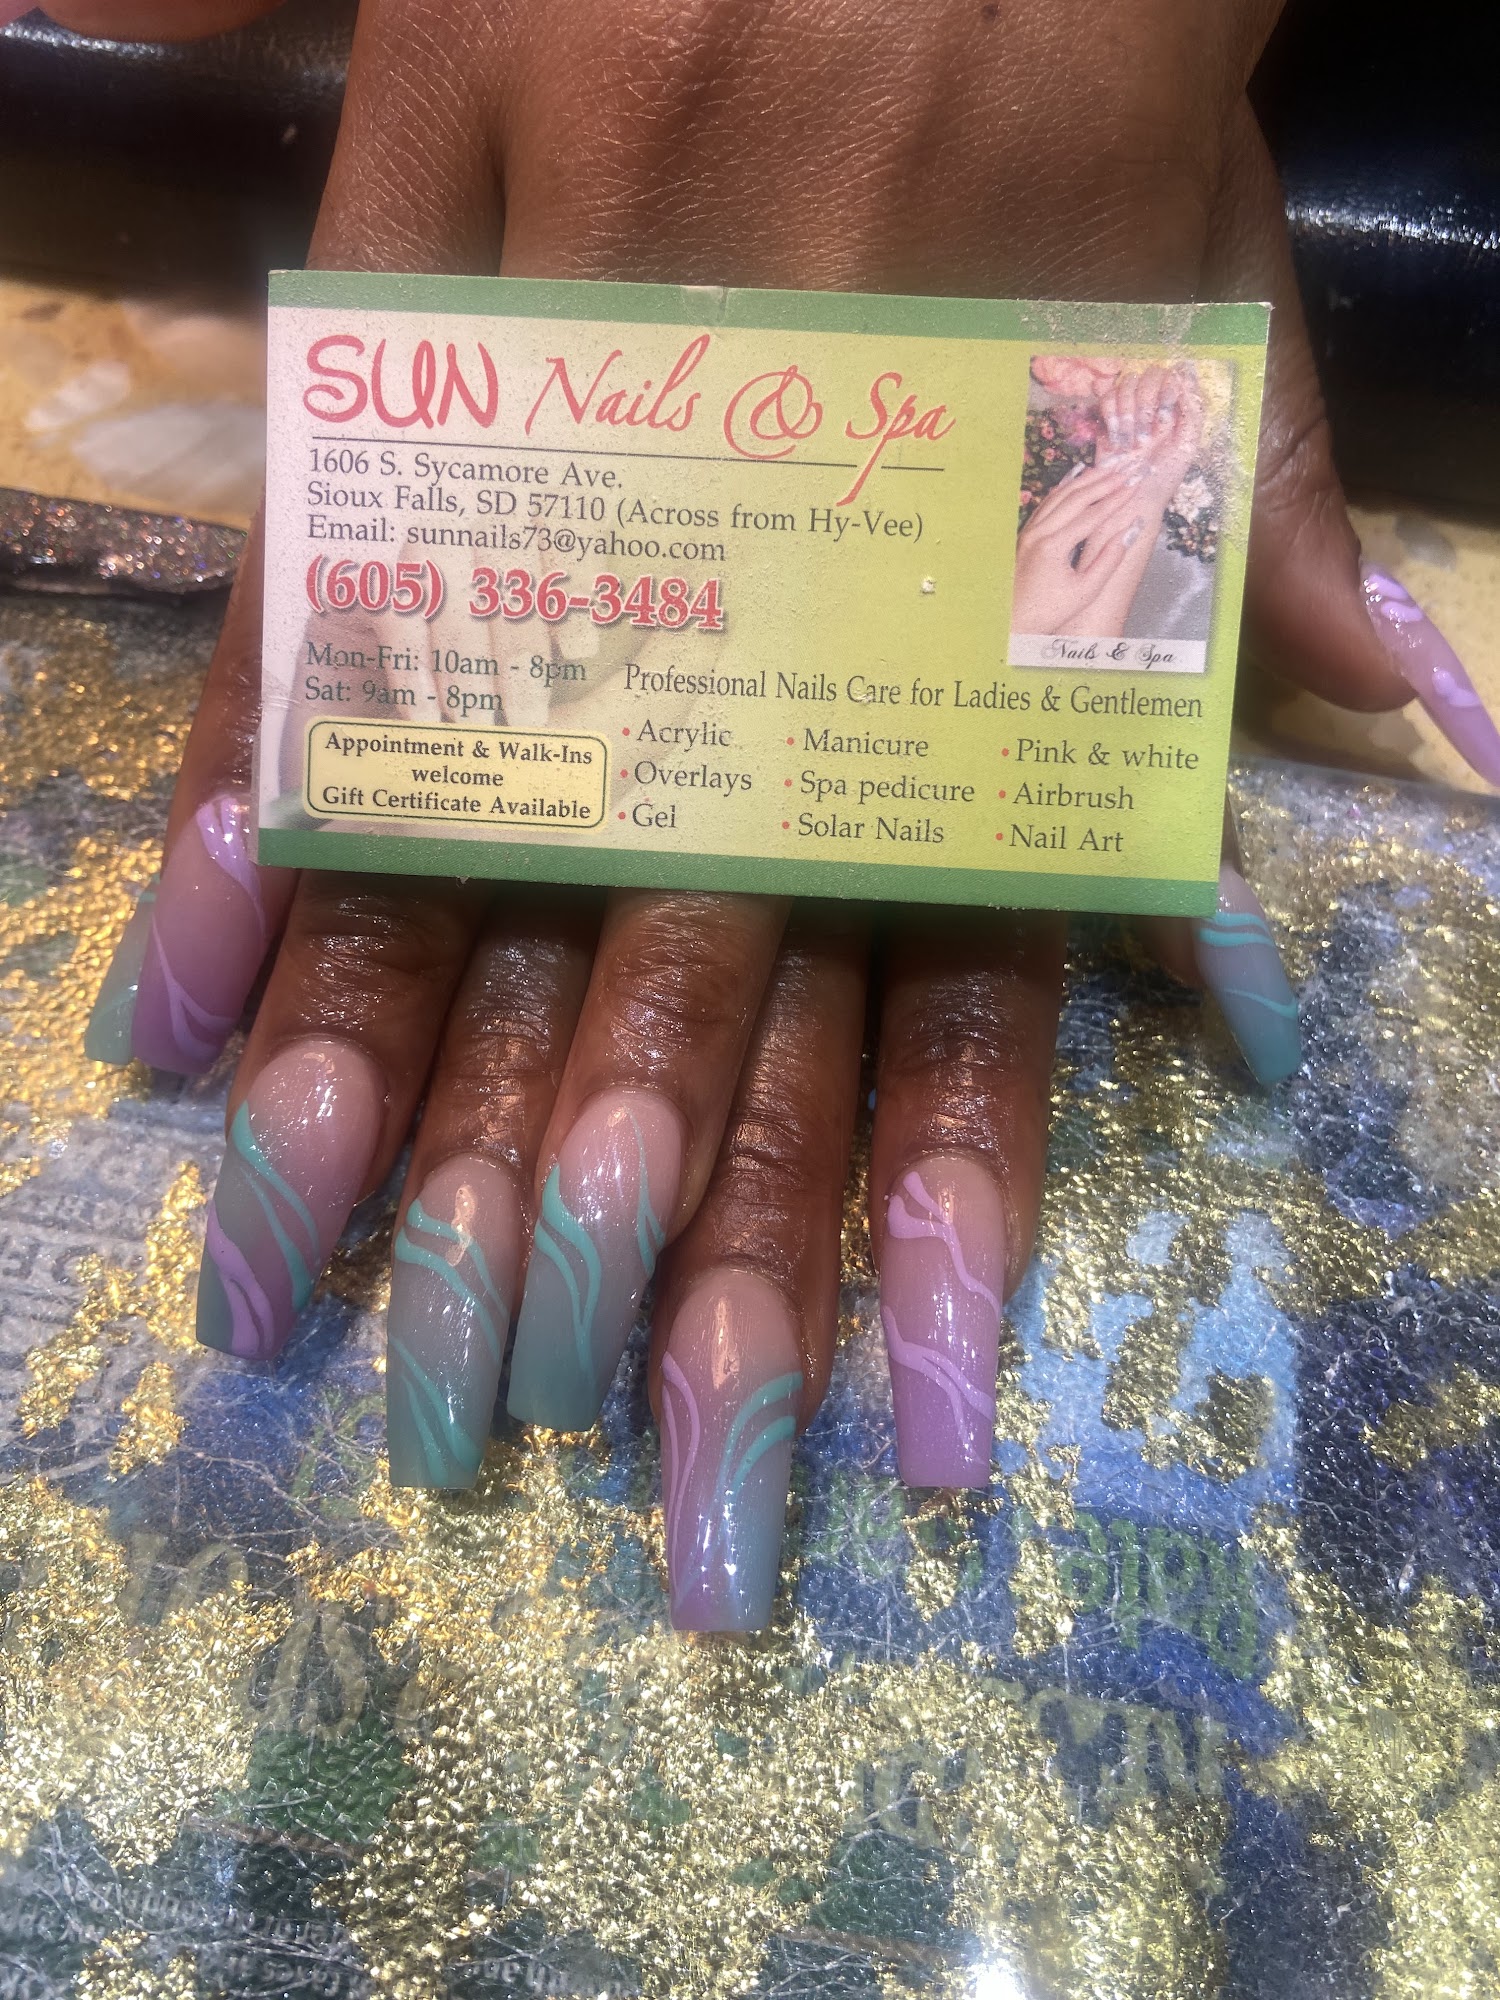 SUN Nails & Spa
1606 S. Sycamore Ave.
Sioux Falls, SD 57110 (Across from Hy-Vee)
Email: sunnails73@yahoo.com
(605) 336-3484
Mon-Fri: 10am - 8pm
Sat: 9am - 8pm
Appointment & Walk-Ins
welcome
Gift Certificate Available
Nails & Spa
Professional Nails Care for Ladies & Gentlemen
• Acrylic
• Overlays
• Gel
• Manicure
• Spa pedicure
• Solar Nails
• Pink & white
• Airbrush
• Nail Art